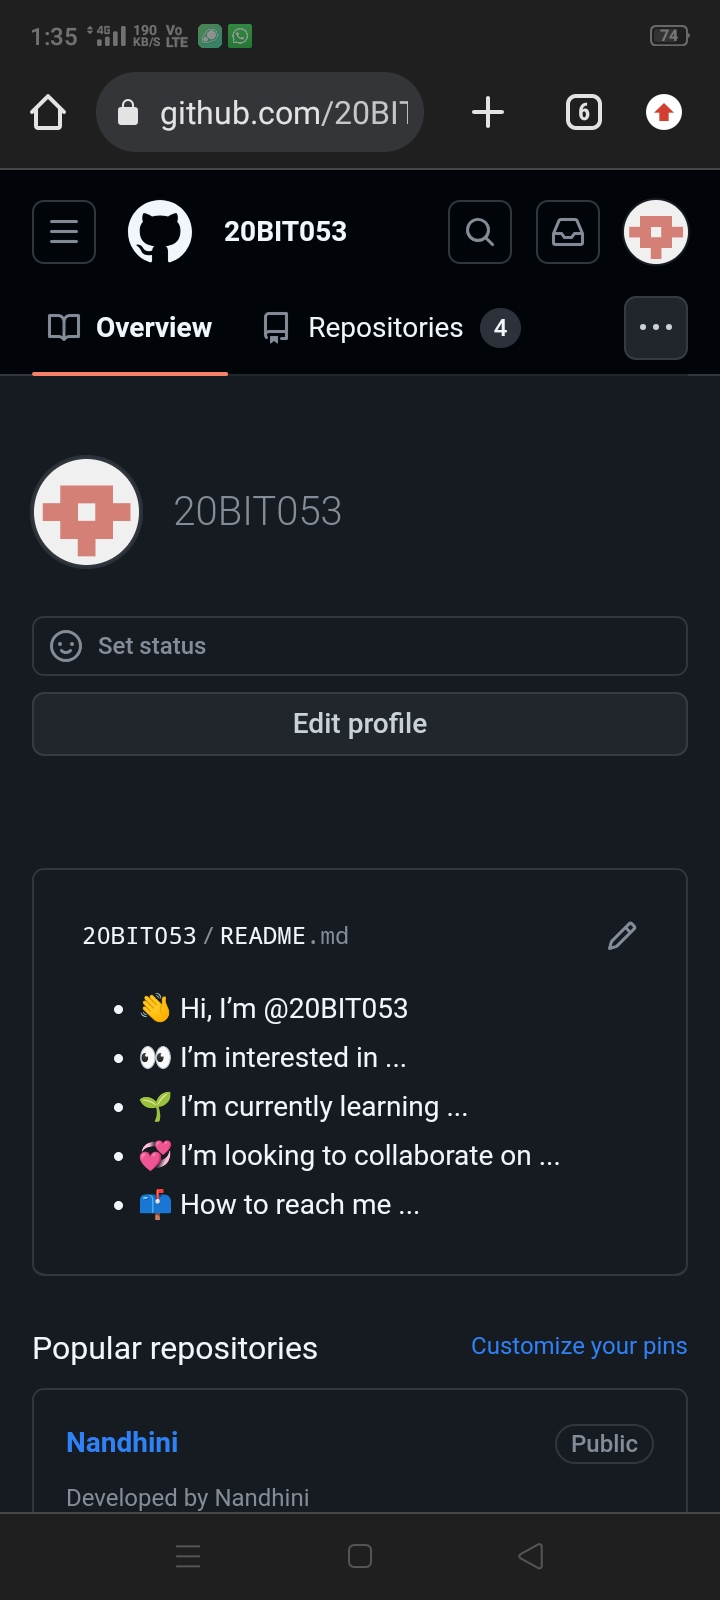 1:35 4G 190 KB/S Vo LTE 74
github.com/20BIT
6
20BIT053
Overview Repositories 4
20BIT053
Set status
Edit profile
20BIT053 / README.md
• 👋 Hi, I’m @20BIT053
• 👀 I’m interested in ...
• 🌱 I’m currently learning ...
• 💞️ I’m looking to collaborate on ...
• 📫 How to reach me ...
Popular repositories Customize your pins
Nandhini Public
Developed by Nandhini